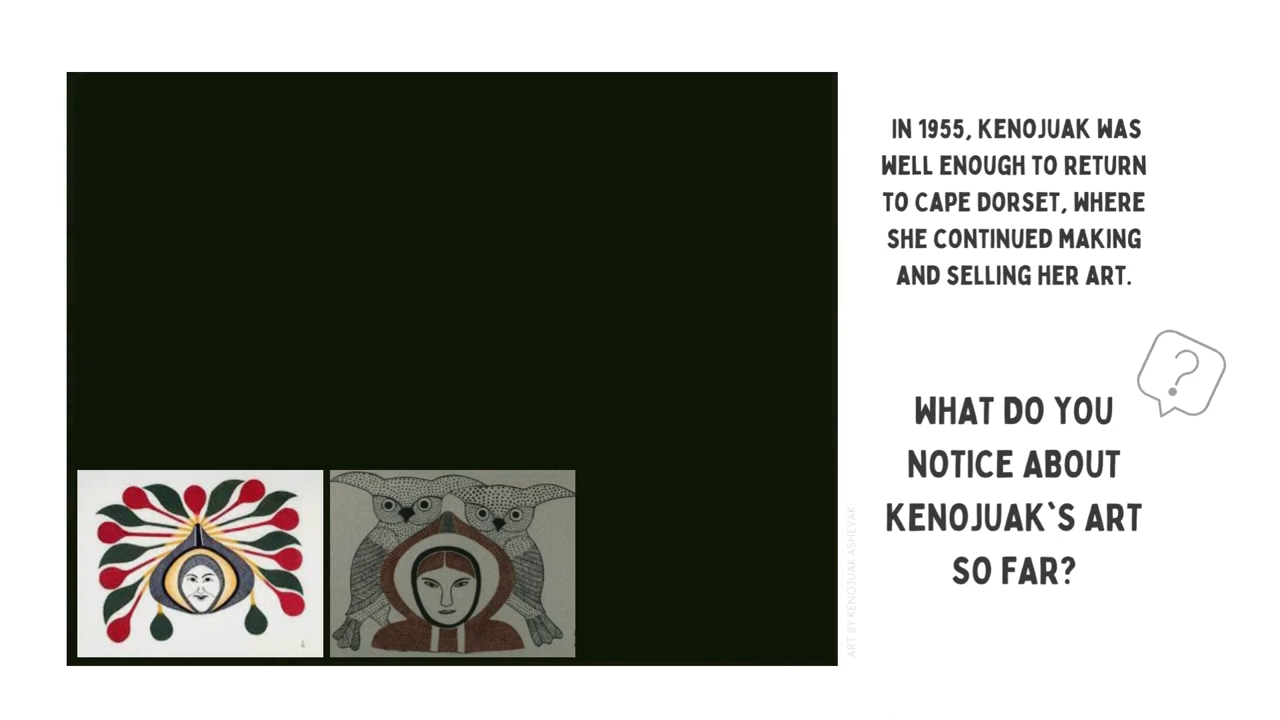 IN 1955, KENOJUAK WAS
WELL ENOUGH TO RETURN
TO CAPE DORSET, WHERE
SHE CONTINUED MAKING
AND SELLING HER ART.
?
WHAT DO YOU
NOTICE ABOUT
KENOJUAK`S ART
SO FAR?
ART BY KENOJUAK ASHEVAK